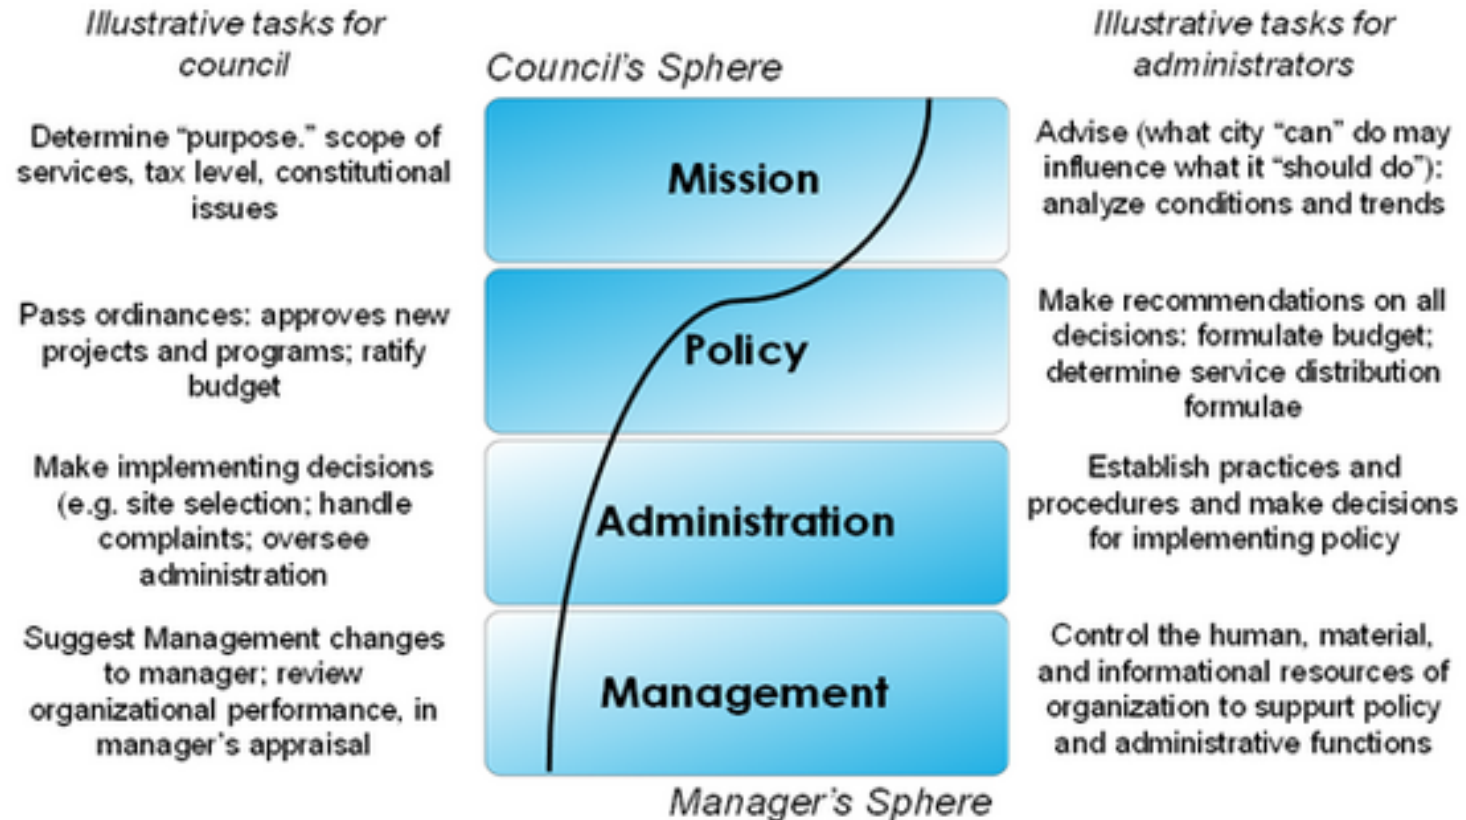 Illustrative tasks for
council
Council's Sphere
Illustrative tasks for
administrators
Determine “purpose.” scope of
services, tax level, constitutional
issues
Mission
Advise (what city “can” do may
influence what it “should do”):
analyze conditions and trends
Pass ordinances: approves new
projects and programs; ratify
budget
Policy
Make recommendations on all
decisions: formulate budget;
determine service distribution
formulae
Make implementing decisions
(e.g. site selection; handle
complaints; oversee
administration
Administration
Establish practices and
procedures and make decisions
for implementing policy
Suggest Management changes
to manager; review
organizational performance, in
manager's appraisal
Management
Control the human, material,
and informational resources of
organization to suppurt policy
and administrative functions
Manager's Sphere